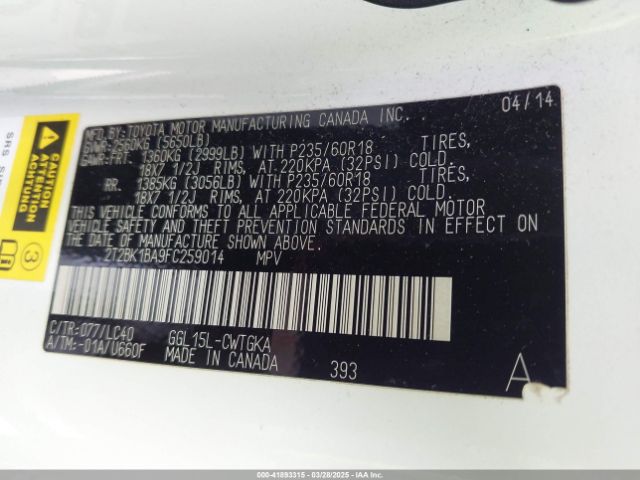 MFD. BY: TOYOTA MOTOR MANUFACTURING CANADA INC. 04/14
GVWR: 2560KG (5650LB)
GAWR: FRT. 1360KG (2999LB) WITH P235/60R18 TIRES,
18X7 1/2J RIMS, AT 220KPA (32PSI) COLD.
RR. 1385KG (3056LB) WITH P235/60R18 TIRES,
18X7 1/2J RIMS, AT 220KPA (32PSI) COLD.
THIS VEHICLE CONFORMS TO ALL APPLICABLE FEDERAL MOTOR
VEHICLE SAFETY AND THEFT PREVENTION STANDARDS IN EFFECT ON
THE DATE OF MANUFACTURE SHOWN ABOVE.
2T2BK1BA9FC259014 MPV
C/TR:077/LC40 GGL15L-CWTGKA
A/TM:-01A/U660F MADE IN CANADA 393 A
ATTENTION
3
SRS
000-41893315 | 03/28/2025 - IAAI.COM